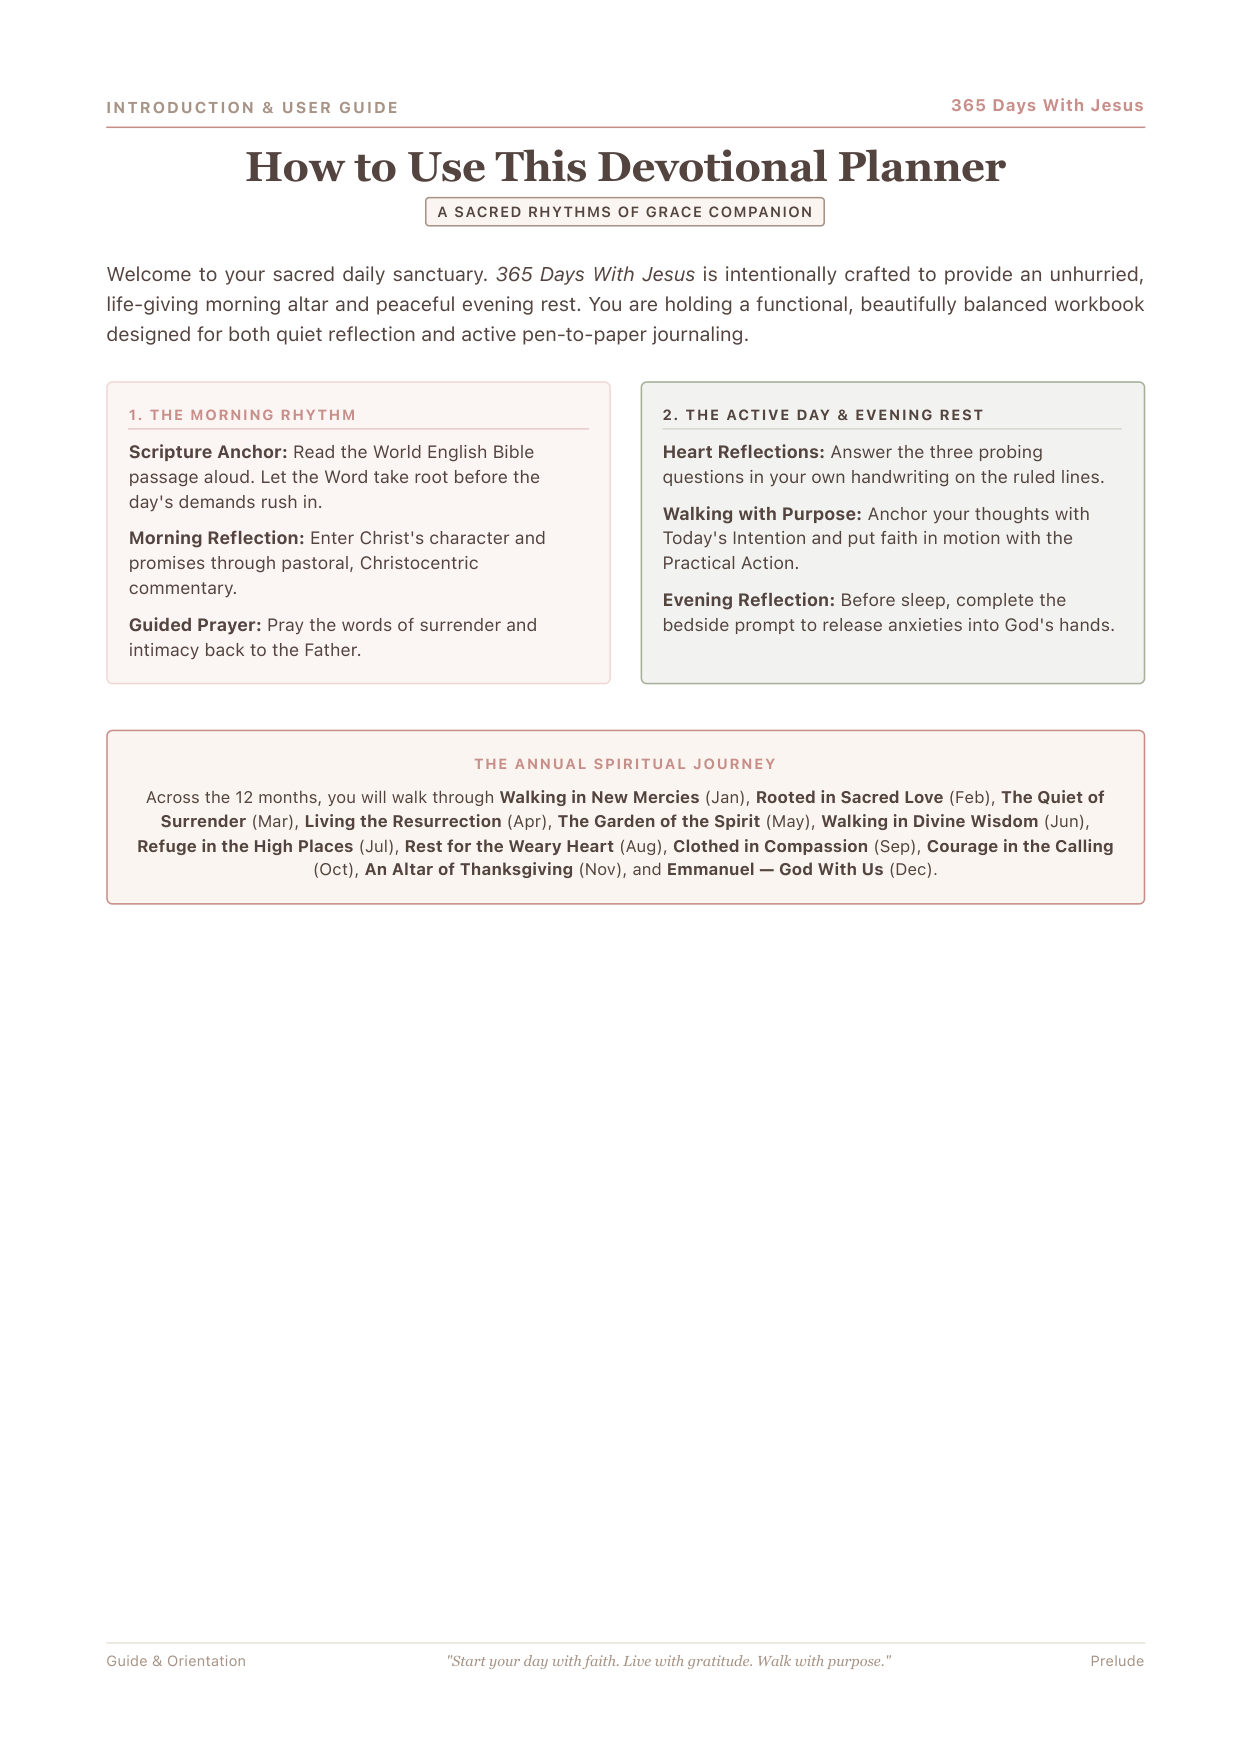 INTRODUCTION & USER GUIDE
365 Days With Jesus
How to Use This Devotional Planner
A SACRED RHYTHMS OF GRACE COMPANION
Welcome to your sacred daily sanctuary. 365 Days With Jesus is intentionally crafted to provide an unhurried,
life-giving morning altar and peaceful evening rest. You are holding a functional, beautifully balanced workbook
designed for both quiet reflection and active pen-to-paper journaling.
1. THE MORNING RHYTHM
Scripture Anchor: Read the World English Bible
passage aloud. Let the Word take root before the
day's demands rush in.
Morning Reflection: Enter Christ's character and
promises through pastoral, Christocentric
commentary.
Guided Prayer: Pray the words of surrender and
intimacy back to the Father.
2. THE ACTIVE DAY & EVENING REST
Heart Reflections: Answer the three probing
questions in your own handwriting on the ruled lines.
Walking with Purpose: Anchor your thoughts with
Today's Intention and put faith in motion with the
Practical Action.
Evening Reflection: Before sleep, complete the
bedside prompt to release anxieties into God's hands.
THE ANNUAL SPIRITUAL JOURNEY
Across the 12 months, you will walk through Walking in New Mercies (Jan), Rooted in Sacred Love (Feb), The Quiet of
Surrender (Mar), Living the Resurrection (Apr), The Garden of the Spirit (May), Walking in Divine Wisdom (Jun),
Refuge in the High Places (Jul), Rest for the Weary Heart (Aug), Clothed in Compassion (Sep), Courage in the Calling
(Oct), An Altar of Thanksgiving (Nov), and Emmanuel — God With Us (Dec).
Guide & Orientation
"Start your day with faith. Live with gratitude. Walk with purpose."
Prelude